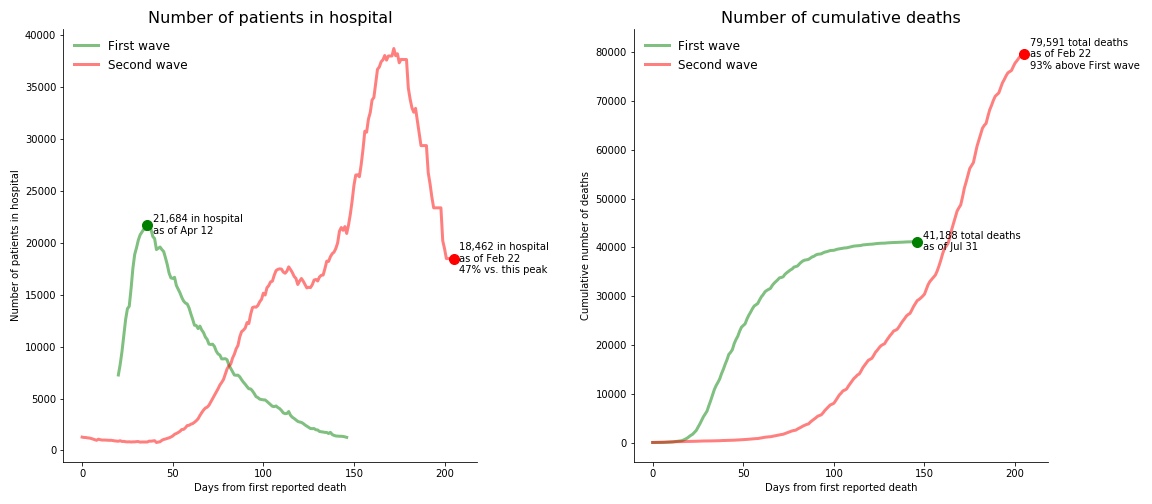 Number of patients in hospital
First wave
Second wave
40000
35000
30000
25000
20000
15000
10000
5000
0
Number of patients in hospital
21,684 in hospital
as of Apr 12
18,462 in hospital
as of Feb 22
47% vs. this peak
0
50
100
150
200
Days from first reported death
Number of cumulative deaths
First wave
Second wave
80000
70000
60000
50000
40000
30000
20000
10000
0
Cumulative number of deaths
79,591 total deaths
as of Feb 22
93% above First wave
41,188 total deaths
as of Jul 31
0
50
100
150
200
Days from first reported death